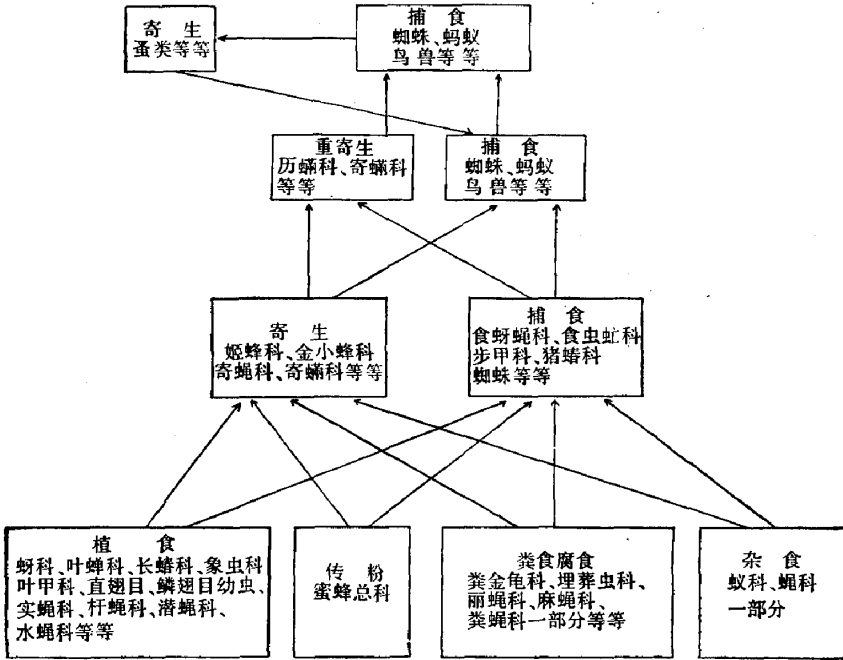 寄 生
蚤类等等
捕 食
蜘蛛、蚂蚁
鸟兽等等
重寄生
历螨科、寄螨科
等等
捕 食
蜘蛛、蚂蚁
鸟兽等等
寄 生
姬蜂科、金小蜂科
寄蝇科、寄螨科等等
捕 食
食蚜蝇科、食虫虻科
步甲科、猪蝽科
蜘蛛等等
植 食
蚜科、叶蝉科、长蝽科、象虫科
叶甲科、直翅目、鳞翅目幼虫、
实蝇科、杆蝇科、潜蝇科、
水蝇科等等
传 粉
蜜蜂总科
粪食腐食
粪金龟科、埋葬虫科、
丽蝇科、麻蝇科、
粪蝇科一部分等等
杂 食
蚁科、蝇科
一部分